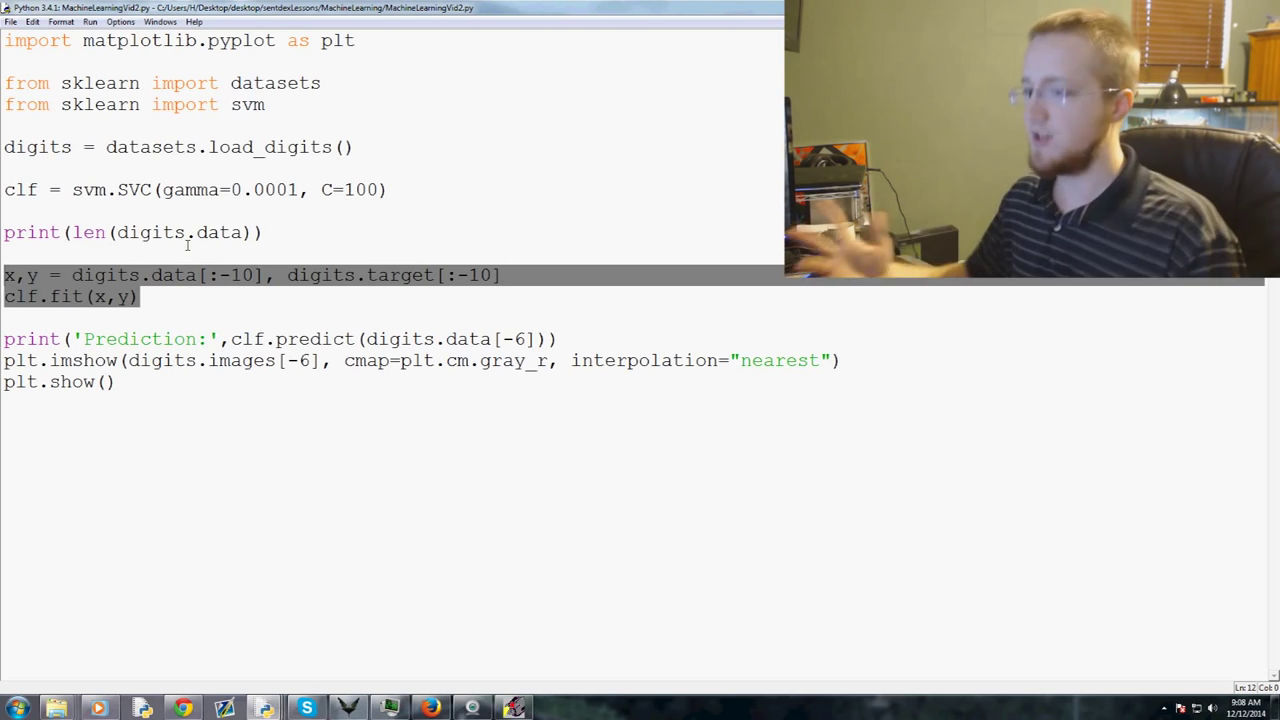 Python 3.4.1: MachineLearningVid2.py - C:/Users/H/Desktop/desktop/sentdexLessons/MachineLearning/MachineLearningVid2.py
File Edit Format Run Options Windows Help
import matplotlib.pyplot as plt
from sklearn import datasets
from sklearn import svm
digits = datasets.load_digits()
clf = svm.SVC(gamma=0.0001, C=100)
print(len(digits.data))
x,y = digits.data[:-10], digits.target[:-10]
clf.fit(x,y)
print('Prediction:',clf.predict(digits.data[-6]))
plt.imshow(digits.images[-6], cmap=plt.cm.gray_r, interpolation="nearest")
plt.show()
Ln: 12 Col: 0
9:08 AM
12/12/2014